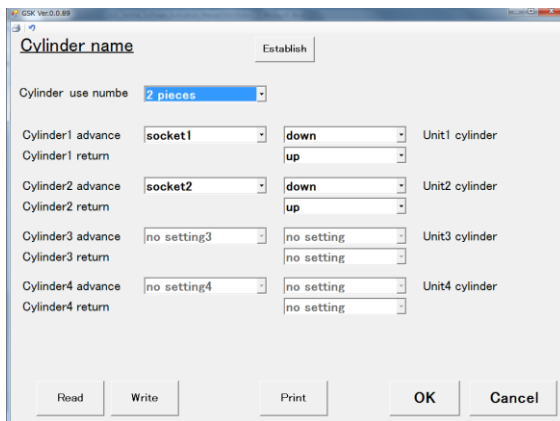 GSK Ver.0.0.89
Cylinder name
Establish
Cylinder use numbe 2 pieces
Cylinder1 advance socket1 down Unit1 cylinder
Cylinder1 return up
Cylinder2 advance socket2 down Unit2 cylinder
Cylinder2 return up
Cylinder3 advance no setting3 no setting Unit3 cylinder
Cylinder3 return no setting
Cylinder4 advance no setting4 no setting Unit4 cylinder
Cylinder4 return no setting
Read Write Print OK Cancel